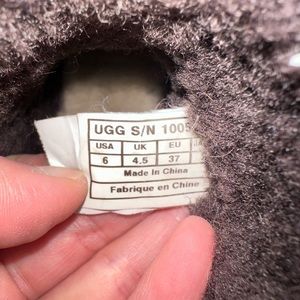 UGG S/N 1005
USA UK EU
6 4.5 37
Made In China
Fabrique en Chine